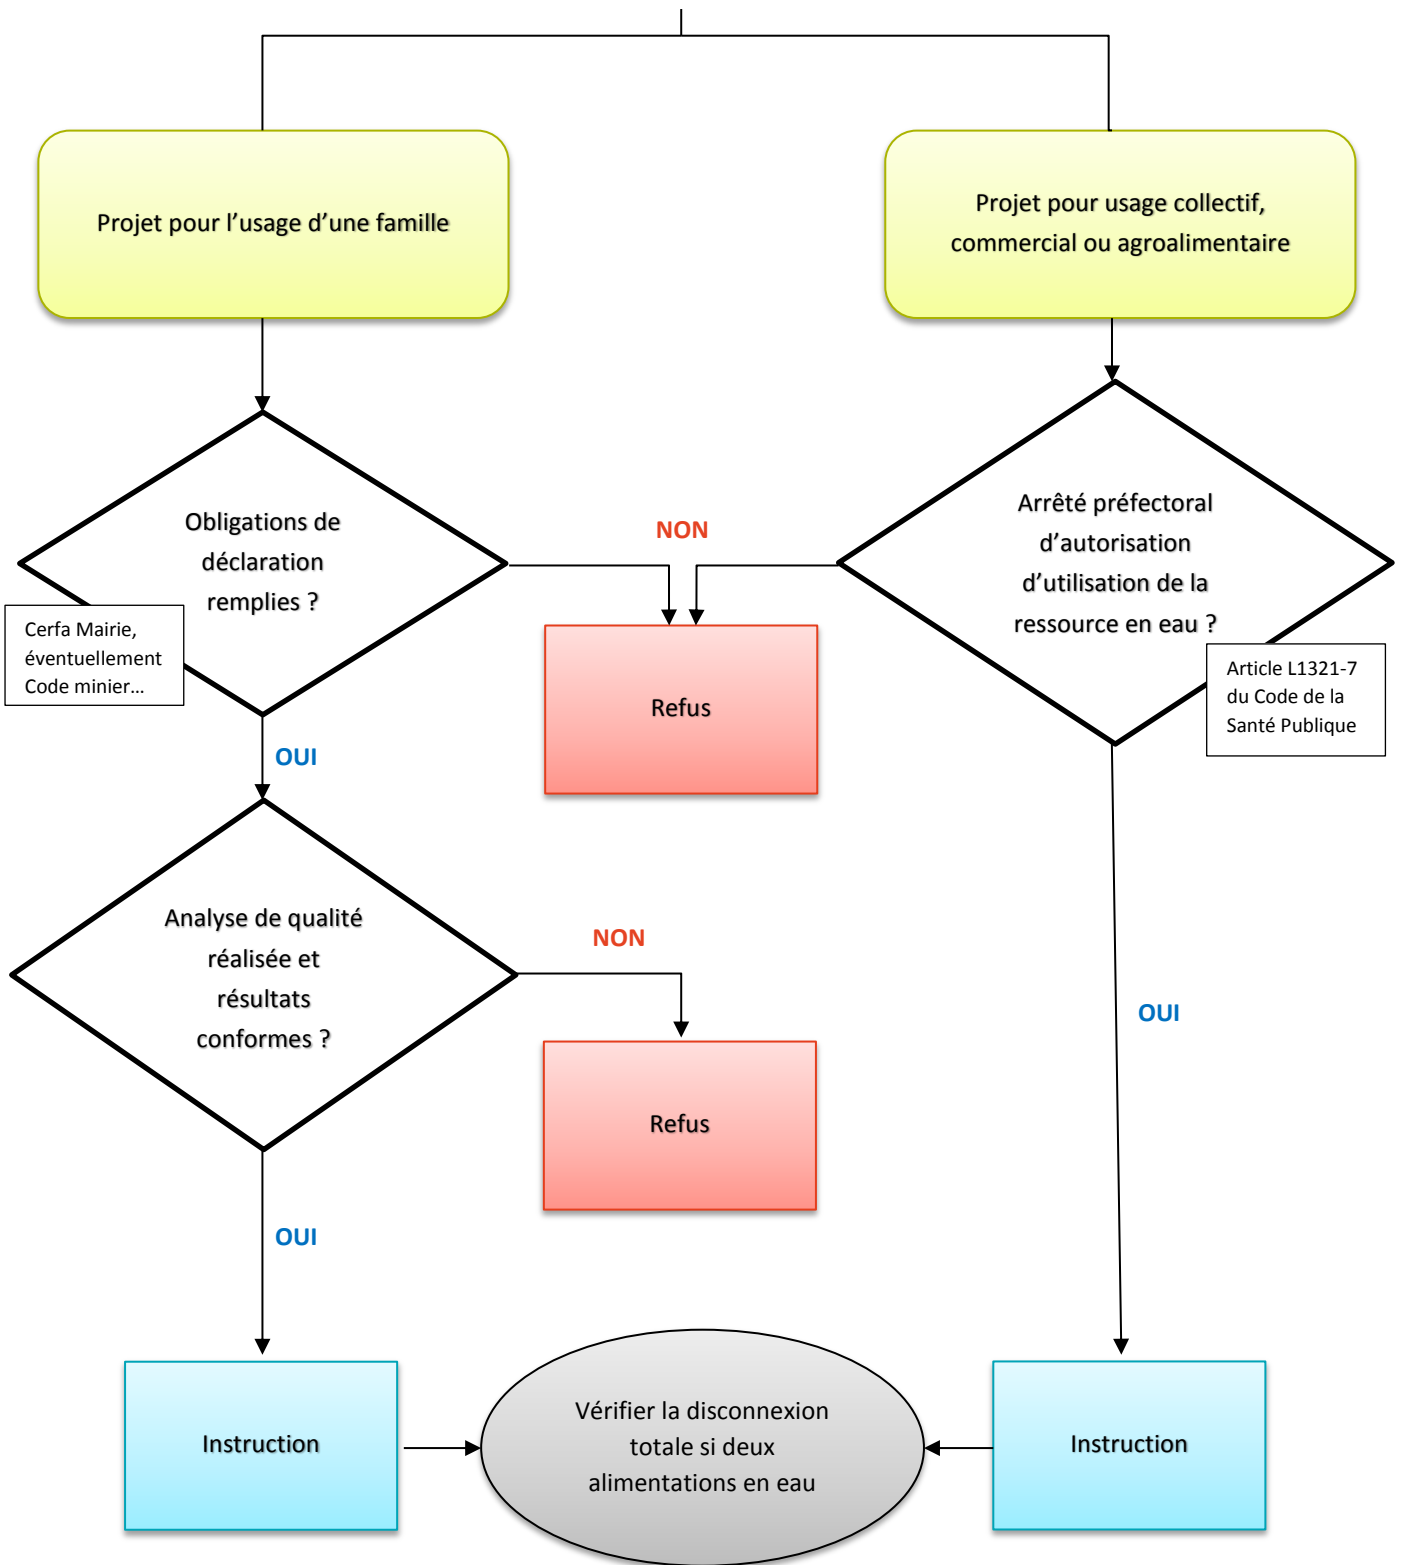 Projet pour l’usage d’une famille
Projet pour usage collectif,
commercial ou agroalimentaire
Obligations de
déclaration
remplies ?
Cerfa Mairie,
éventuellement
Code minier…
NON
Arrêté préfectoral
d’autorisation
d’utilisation de la
ressource en eau ?
Article L1321-7
du Code de la
Santé Publique
Refus
OUI
Analyse de qualité
réalisée et
résultats
conformes ?
NON
OUI
Refus
OUI
Instruction
Vérifier la disconnexion
totale si deux
alimentations en eau
Instruction